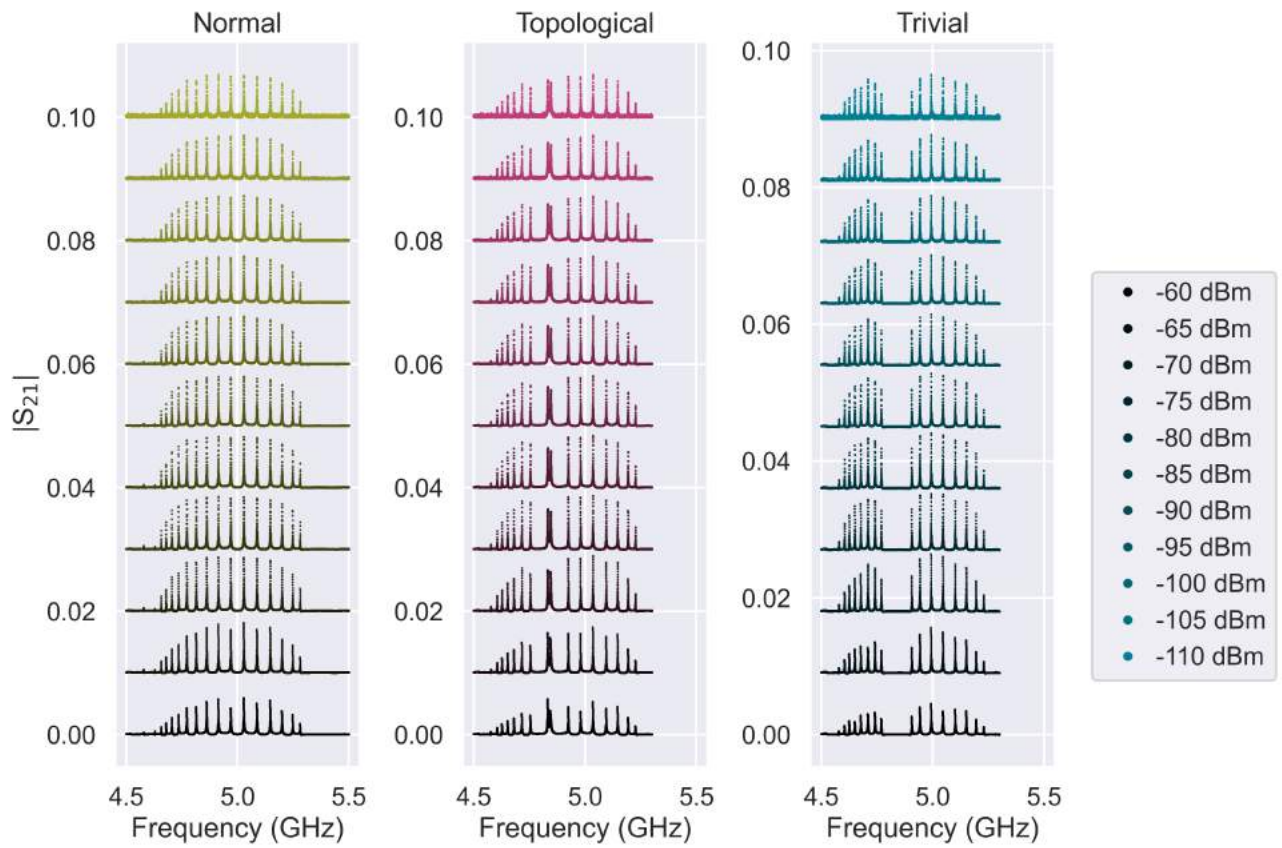 Normal
Topological
Trivial
|S21|
0.10
0.08
0.06
0.04
0.02
0.00
4.5
5.0
5.5
Frequency (GHz)
0.10
0.08
0.06
0.04
0.02
0.00
4.5
5.0
5.5
Frequency (GHz)
0.10
0.08
0.06
0.04
0.02
0.00
4.5
5.0
5.5
Frequency (GHz)
-60 dBm
-65 dBm
-70 dBm
-75 dBm
-80 dBm
-85 dBm
-90 dBm
-95 dBm
-100 dBm
-105 dBm
-110 dBm